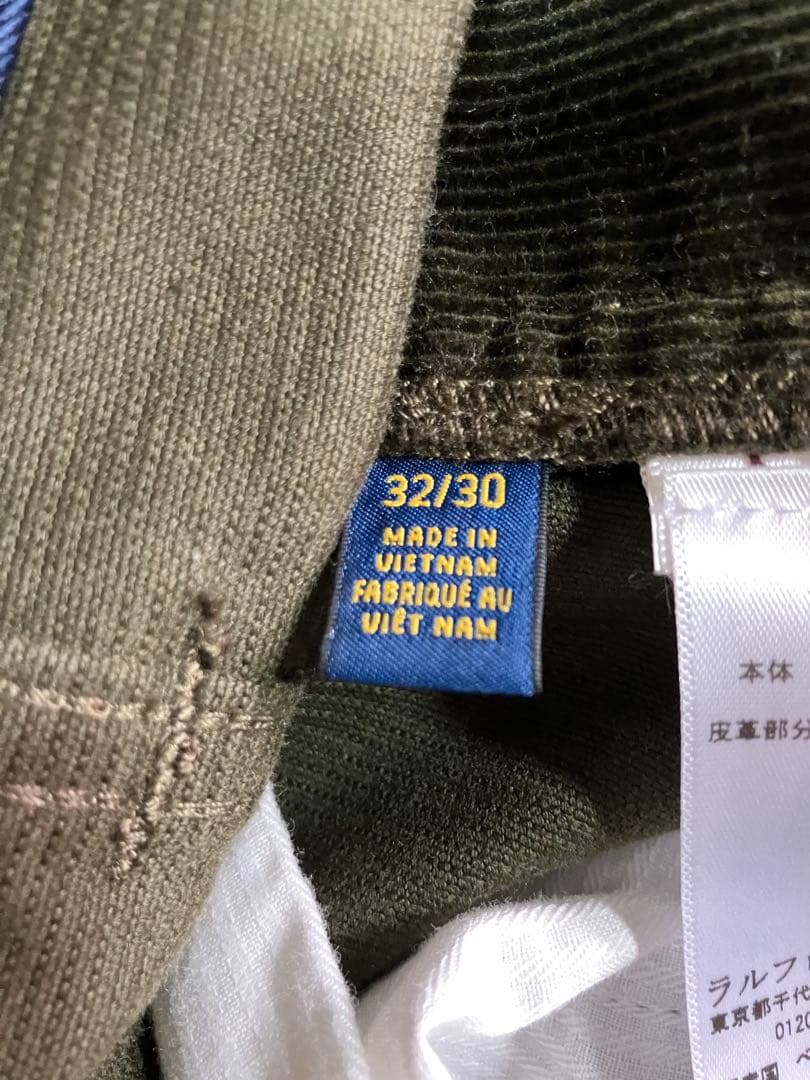 32/30
MADE IN
VIETNAM
FABRIQUÉ AU
VIÊT NAM
本体
皮革部分
ラルフ
東京都千代
0120